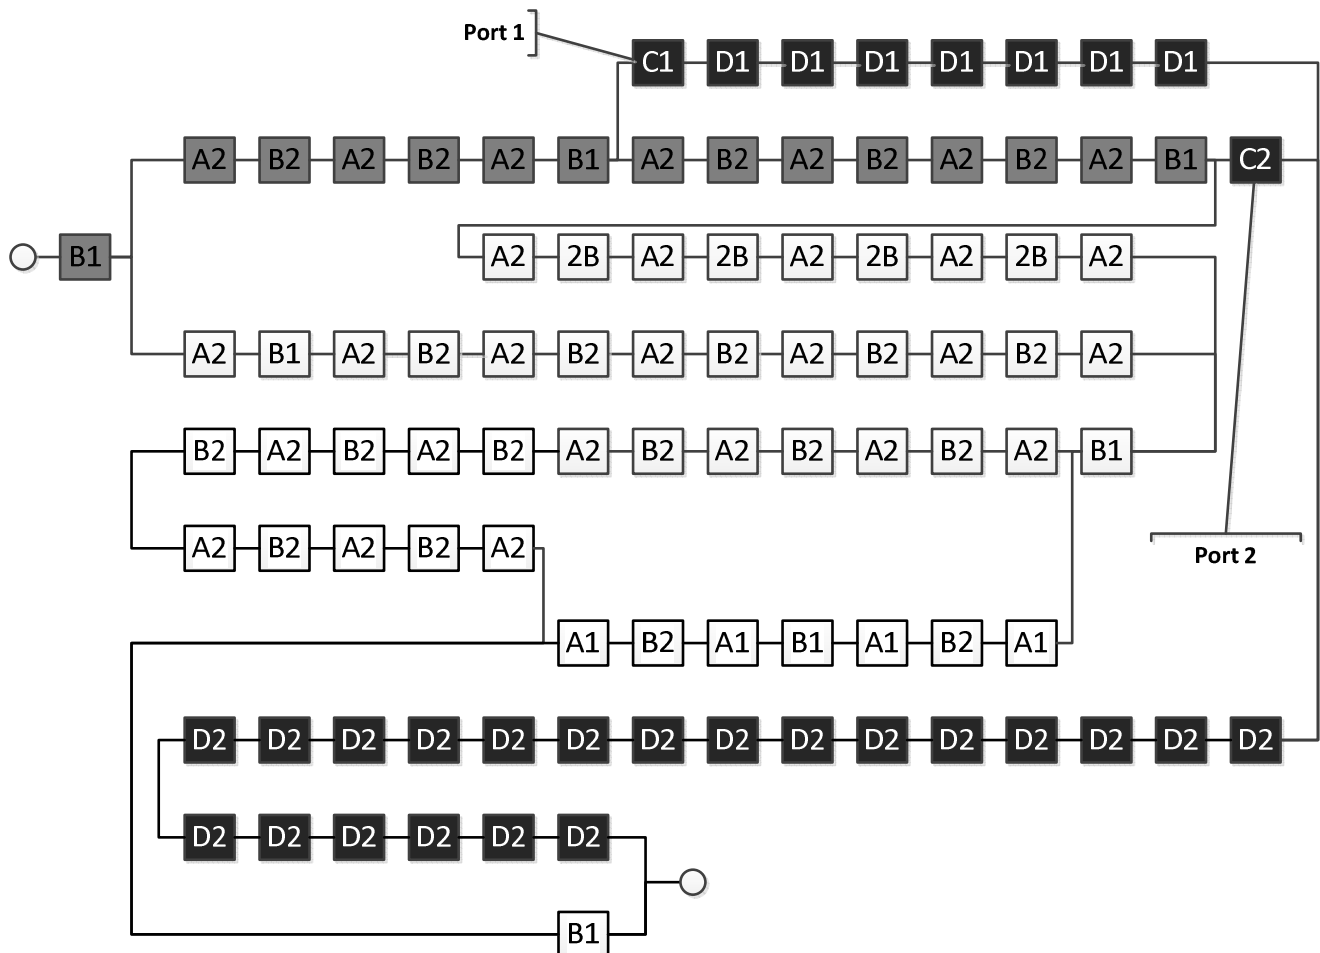 Port 1
C1 D1 D1 D1 D1 D1 D1 D1
A2 B2 A2 B2 A2 B1 A2 B2 A2 B2 A2 B2 A2 B1 C2
B1 A2 2B A2 2B A2 2B A2 2B A2
A2 B1 A2 B2 A2 B2 A2 B2 A2 B2 A2 B2 A2
B2 A2 B2 A2 B2 A2 B2 A2 B2 A2 B2 A2 B1
A2 B2 A2 B2 A2
Port 2
A1 B2 A1 B1 A1 B2 A1
D2 D2 D2 D2 D2 D2 D2 D2 D2 D2 D2 D2 D2 D2 D2
D2 D2 D2 D2 D2 D2
B1